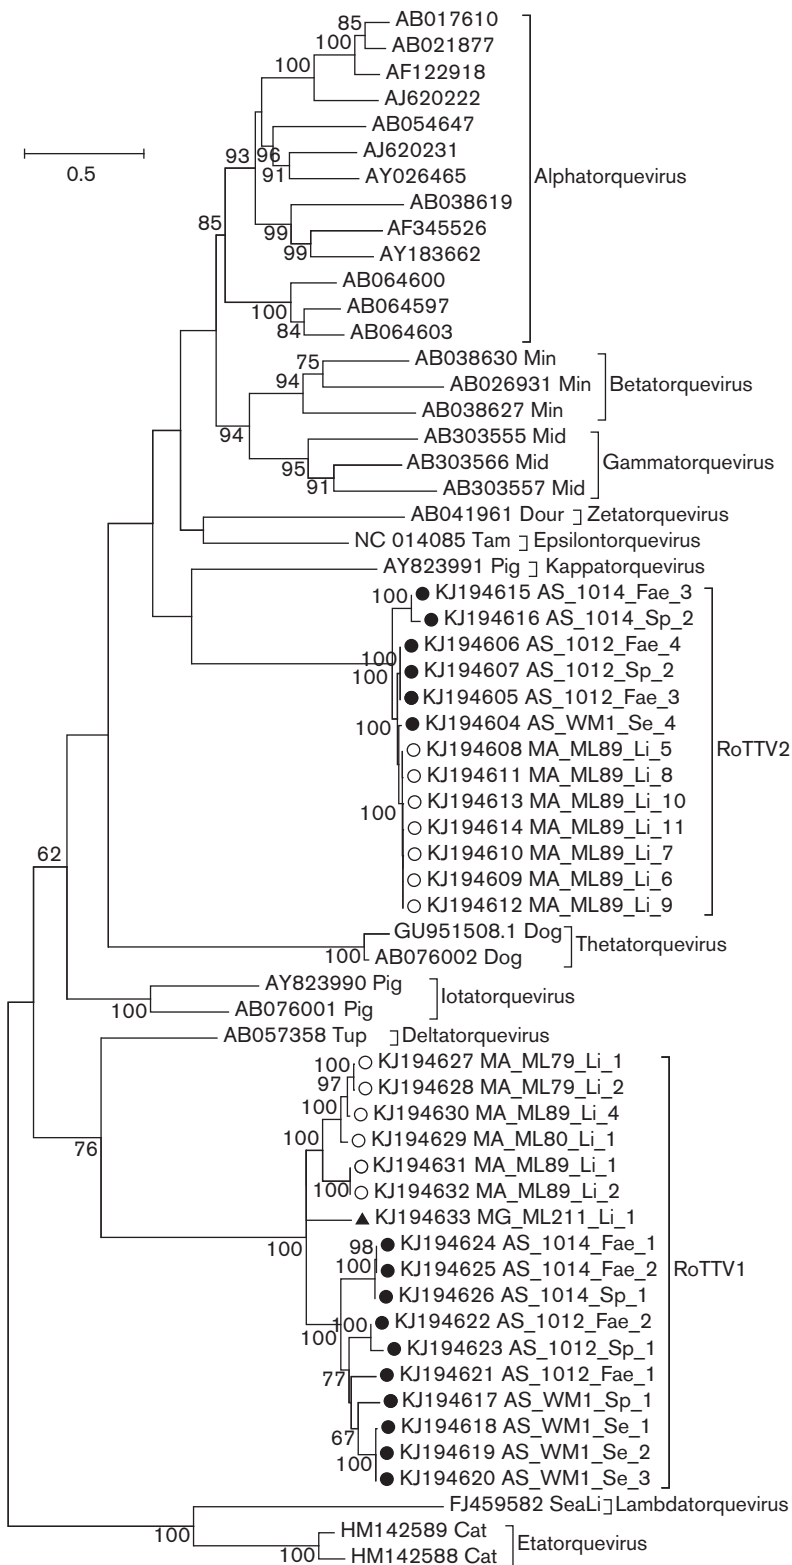 85
AB017610
100
AB021877
100
AF122918
AJ620222
AB054647
93
96
AJ620231
0.5
91
AY026465
Alphatorquevirus
AB038619
85
99
AF345526
99
AY183662
AB064600
100
AB064597
84
AB064603
75
AB038630 Min
94
AB026931 Min
Betatorquevirus
AB038627 Min
94
AB303555 Mid
95
AB303566 Mid
Gammatorquevirus
91
AB303557 Mid
AB041961 Dour
Zetatorquevirus
NC 014085 Tam
Epsilontorquevirus
AY823991 Pig
Kappatorquevirus
100
KJ194615 AS_1014_Fae_3
KJ194616 AS_1014_Sp_2
KJ194606 AS_1012_Fae_4
100
100
KJ194607 AS_1012_Sp_2
KJ194605 AS_1012_Fae_3
100
KJ194604 AS_WM1_Se_4
KJ194608 MA_ML89_Li_5
RoTTV2
KJ194611 MA_ML89_Li_8
KJ194613 MA_ML89_Li_10
100
KJ194614 MA_ML89_Li_11
62
KJ194610 MA_ML89_Li_7
KJ194609 MA_ML89_Li_6
KJ194612 MA_ML89_Li_9
GU951508.1 Dog
Thetatorquevirus
100
AB076002 Dog
AY823990 Pig
Iotatorquevirus
100
AB076001 Pig
AB057358 Tup
Deltatorquevirus
100
KJ194627 MA_ML79_Li_1
97
KJ194628 MA_ML79_Li_2
100
KJ194630 MA_ML89_Li_4
100
KJ194629 MA_ML80_Li_1
76
KJ194631 MA_ML89_Li_1
100
KJ194632 MA_ML89_Li_2
KJ194633 MG_ML211_Li_1
100
98
KJ194624 AS_1014_Fae_1
100
KJ194625 AS_1014_Fae_2
RoTTV1
KJ194626 AS_1014_Sp_1
100
100
KJ194622 AS_1012_Fae_2
KJ194623 AS_1012_Sp_1
77
KJ194621 AS_1012_Fae_1
KJ194617 AS_WM1_Sp_1
67
KJ194618 AS_WM1_Se_1
100
KJ194619 AS_WM1_Se_2
KJ194620 AS_WM1_Se_3
FJ459582 SeaLi
Lambdatorquevirus
100
HM142589 Cat
Etatorquevirus
100
HM142588 Cat